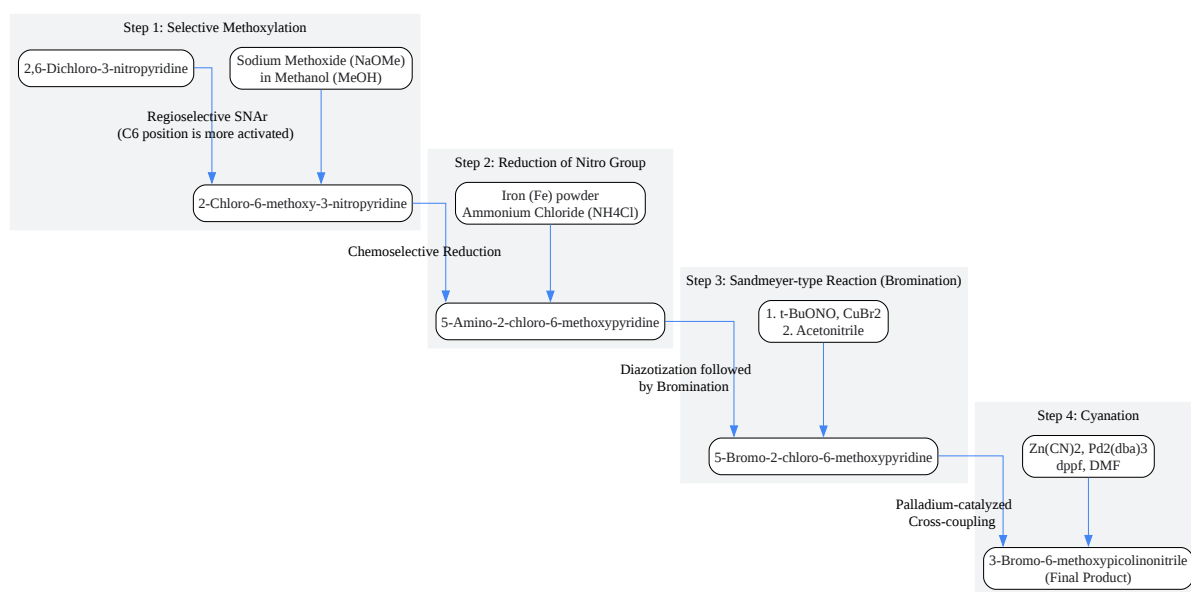 Step 1: Selective Methoxylation
2,6-Dichloro-3-nitropyridine
Sodium Methoxide (NaOMe)
in Methanol (MeOH)
Regioselective SNAr
(C6 position is more activated)
2-Chloro-6-methoxy-3-nitropyridine
Step 2: Reduction of Nitro Group
Iron (Fe) powder
Ammonium Chloride (NH4Cl)
Chemoselective Reduction
5-Amino-2-chloro-6-methoxypyridine
Step 3: Sandmeyer-type Reaction (Bromination)
1. t-BuONO, CuBr2
2. Acetonitrile
Diazotization followed
by Bromination
5-Bromo-2-chloro-6-methoxypyridine
Step 4: Cyanation
Zn(CN)2, Pd2(dba)3
dppf, DMF
Palladium-catalyzed
Cross-coupling
3-Bromo-6-methoxypicolinonitrile
(Final Product)